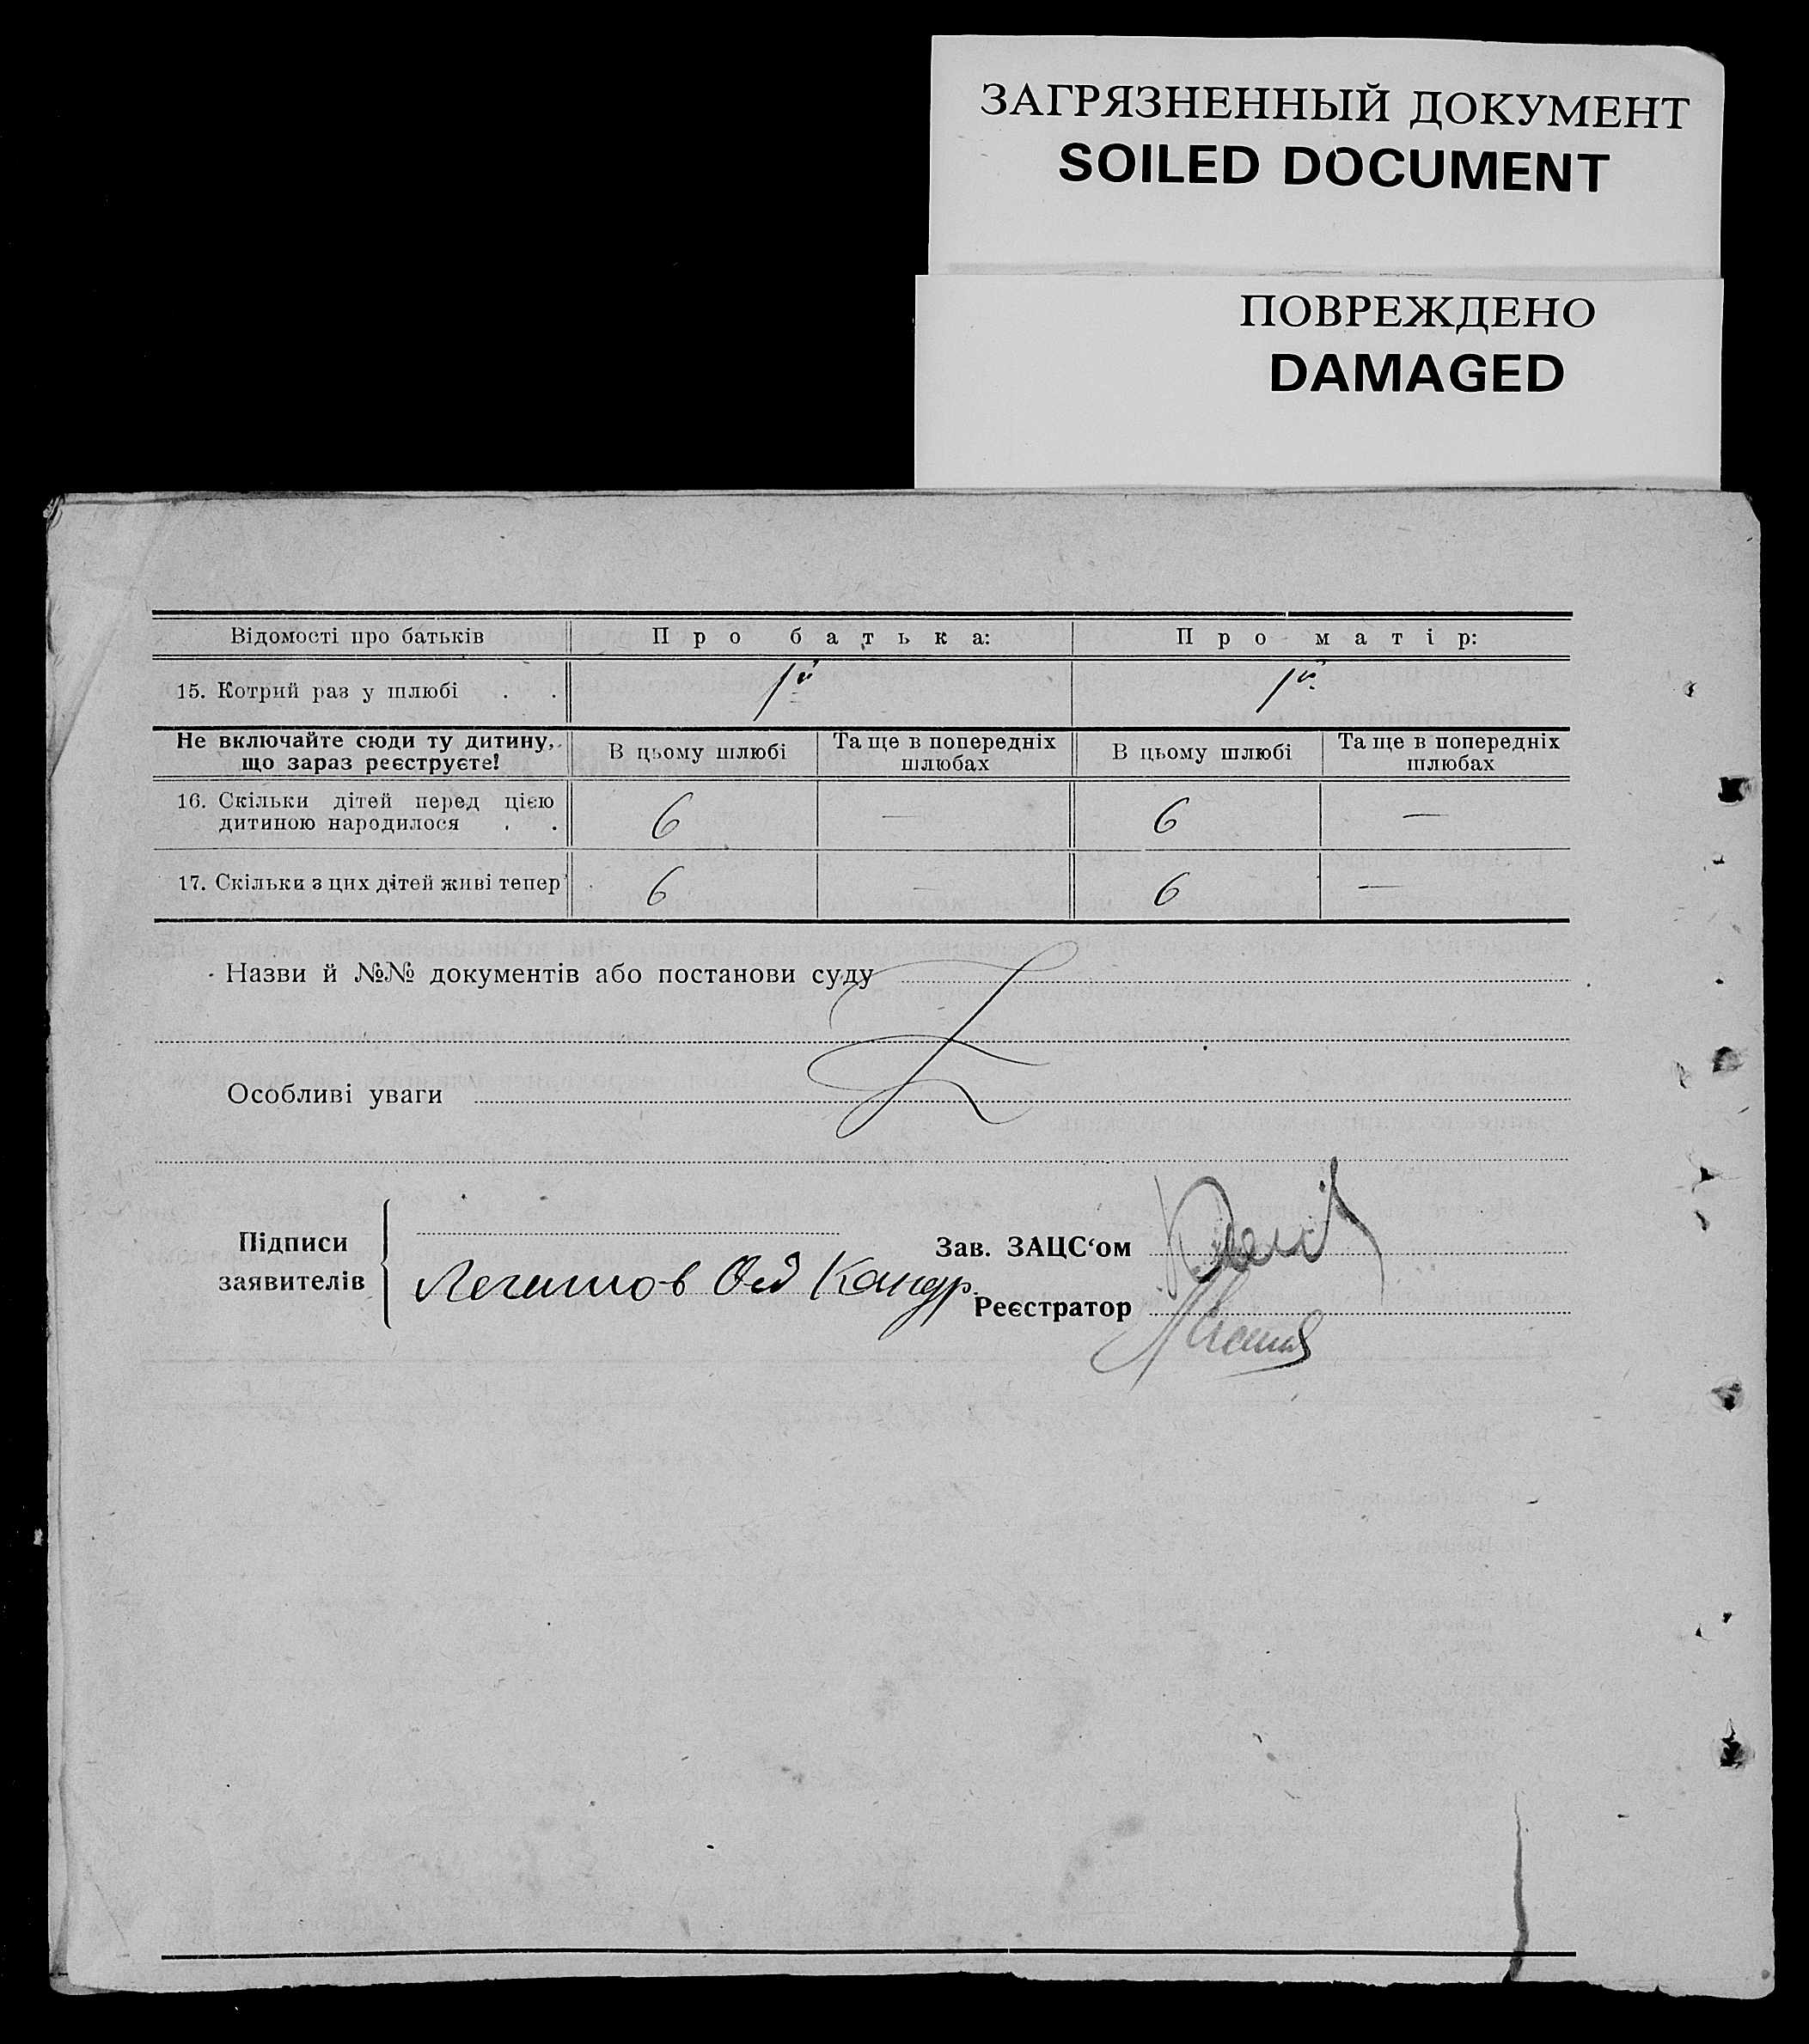 ЗАГРЯЗНЕННЫЙ ДОКУМЕНТ
SOILED DOCUMENT
ПОВРЕЖДЕНО
DAMAGED
Відомості про батьків Про батька: Про матір:
15. Котрий раз у шлюбі . . 1й 1й
Не включайте сюди ту дитину, що зараз реєструєте! В цьому шлюбі Та ще в попередніх шлюбах В цьому шлюбі Та ще в попередніх шлюбах
16. Скільки дітей перед цією дитиною народилося . . 6 — 6 —
17. Скільки з цих дітей живі тепер 6 — 6 —
Назви й №№ документів або постанови суду
Особливі уваги
Підписи заявителів
Зав. ЗАЦС‘ом
Реєстратор